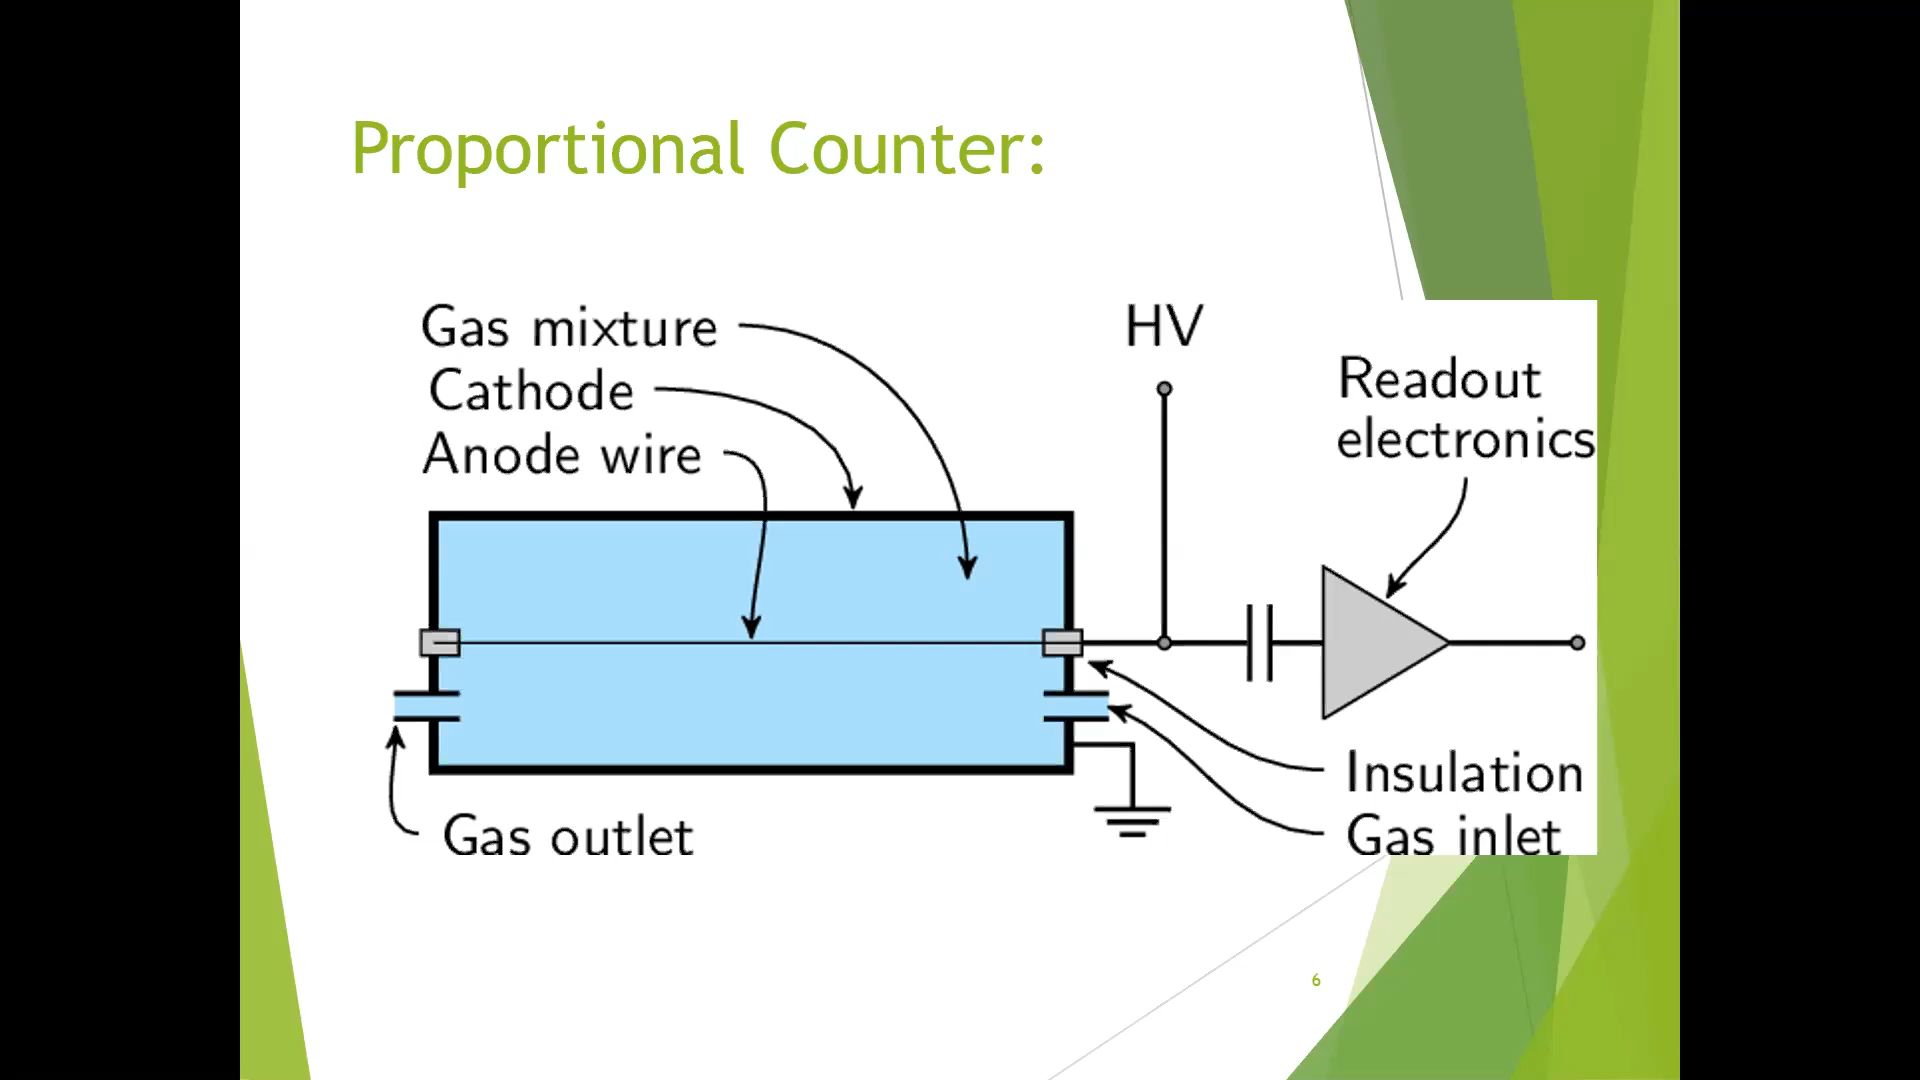 Proportional Counter:
Gas mixture
Cathode
Anode wire
HV
Readout
electronics
Insulation
Gas inlet
Gas outlet
6